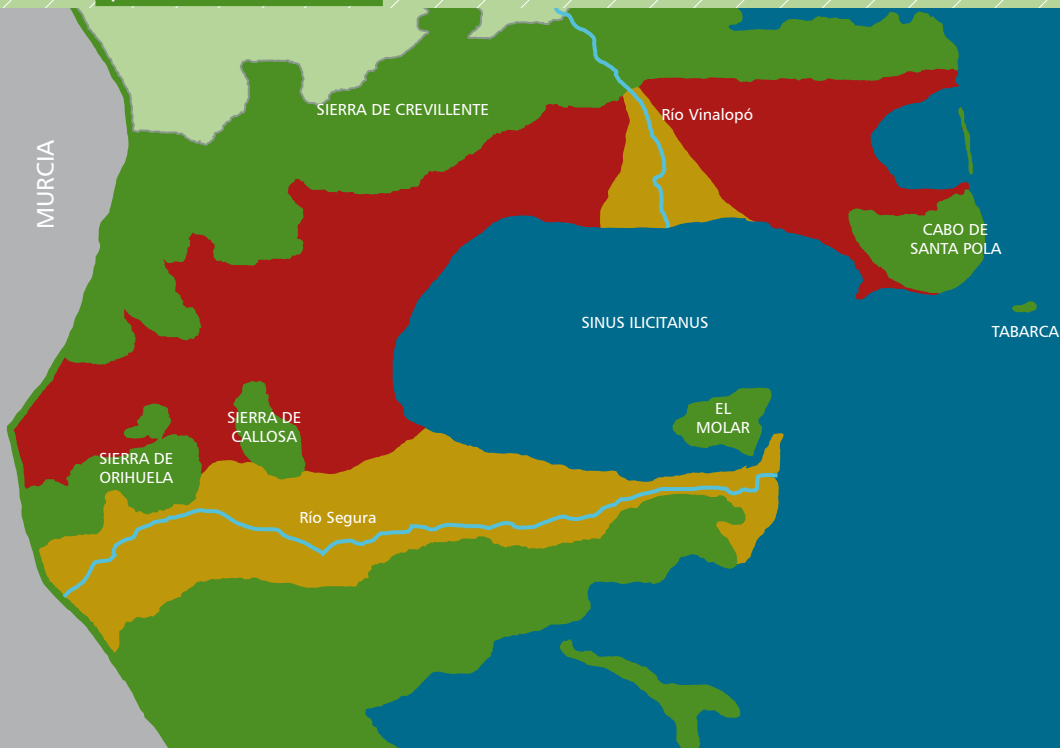 SIERRA DE CREVILLENTE
Río Vinalopó
MURCIA
CABO DE
SANTA POLA
SINUS ILICITANUS
TABARCA
EL
MOLAR
SIERRA DE
CALLOSA
SIERRA DE
ORIHUELA
Río Segura